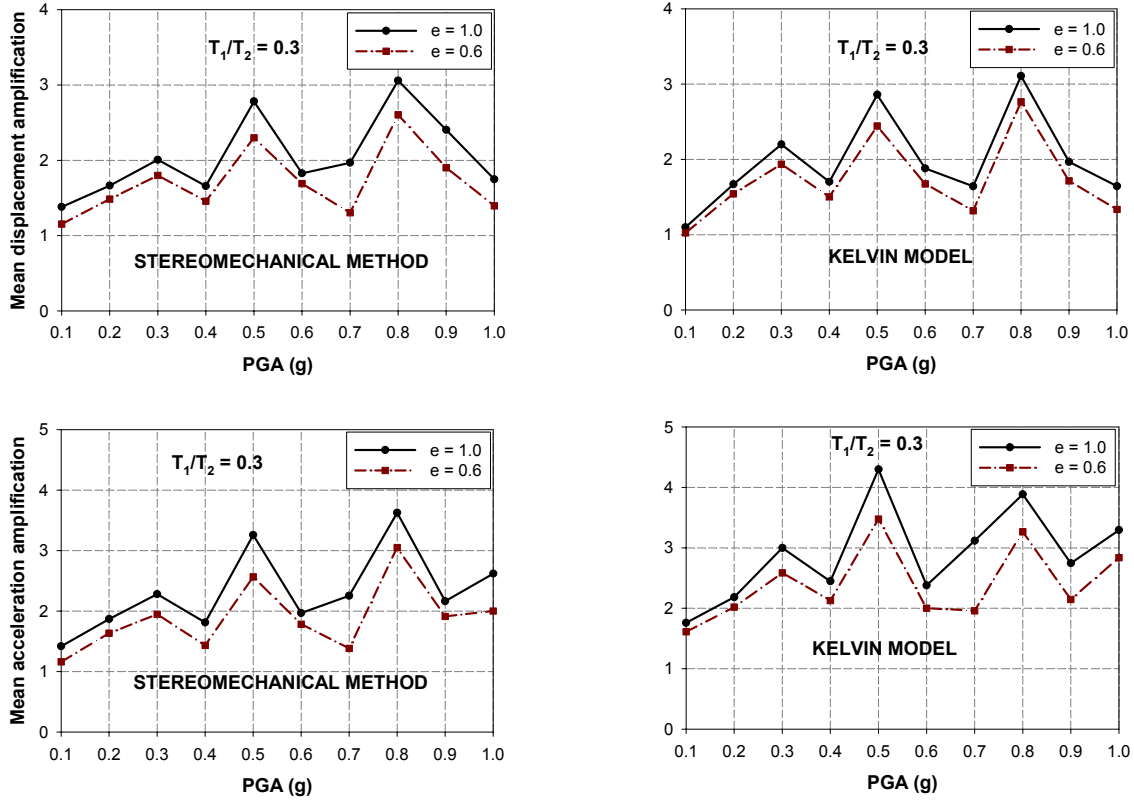 Mean displacement amplification
4
3
2
1
0
T1/T2 = 0.3
e = 1.0
e = 0.6
STEREOMECHANICAL METHOD
0.1 0.2 0.3 0.4 0.5 0.6 0.7 0.8 0.9 1.0
PGA (g)
4
3
2
1
0
T1/T2 = 0.3
e = 1.0
e = 0.6
KELVIN MODEL
0.1 0.2 0.3 0.4 0.5 0.6 0.7 0.8 0.9 1.0
PGA (g)
Mean acceleration amplification
5
4
3
2
1
0
T1/T2 = 0.3
e = 1.0
e = 0.6
STEREOMECHANICAL METHOD
0.1 0.2 0.3 0.4 0.5 0.6 0.7 0.8 0.9 1.0
PGA (g)
5
4
3
2
1
0
T1/T2 = 0.3
e = 1.0
e = 0.6
KELVIN MODEL
0.1 0.2 0.3 0.4 0.5 0.6 0.7 0.8 0.9 1.0
PGA (g)